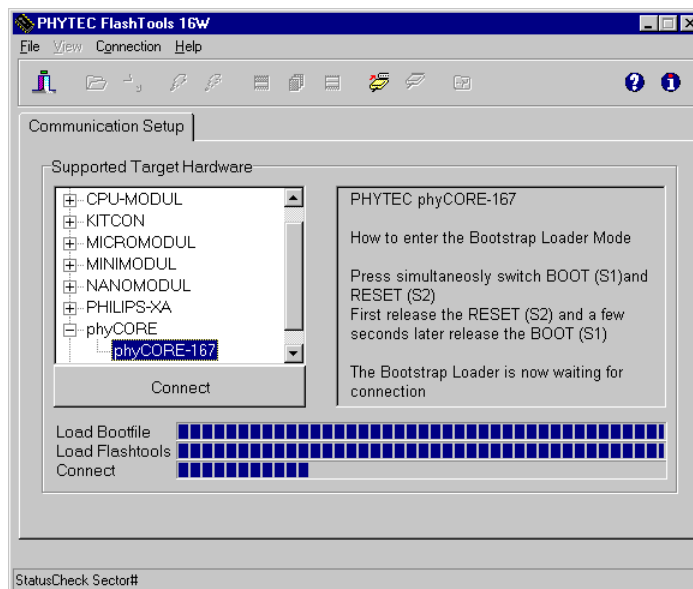 PHYTEC FlashTools 16W
File View Connection Help
Communication Setup
Supported Target Hardware
CPU-MODUL
KITCON
MICROMODUL
MINIMODUL
NANOMODUL
PHILIPS-XA
phyCORE
phyCORE-167
Connect
PHYTEC phyCORE-167
How to enter the Bootstrap Loader Mode
Press simultaneosly switch BOOT (S1)and
RESET (S2)
First release the RESET (S2) and a few
seconds later release the BOOT (S1)
The Bootstrap Loader is now waiting for
connection
Load Bootfile
Load Flashtools
Connect
StatusCheck Sector#